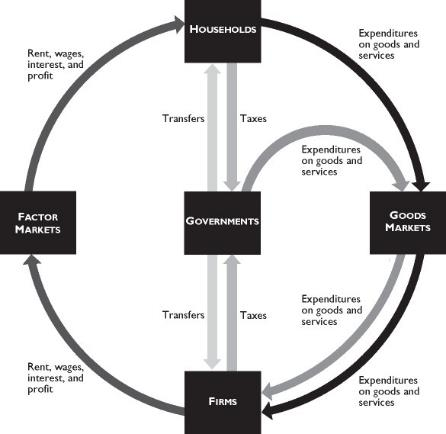 HOUSEHOLDS
Expenditures
on goods and
services
Rent, wages,
interest, and
profit
Transfers
Taxes
Expenditures
on goods and
services
FACTOR
MARKETS
GOVERNMENTS
GOODS
MARKETS
Transfers
Taxes
Expenditures
on goods and
services
Rent, wages,
interest, and
profit
Expenditures
on goods and
services
FIRMS